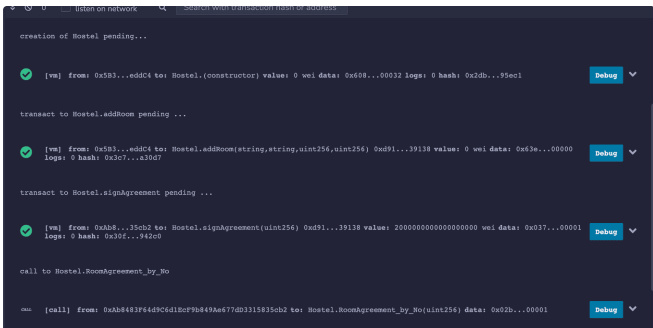 0 listen on network Search with transaction hash or address
creation of Hostel pending...
[vm] from: 0x5B3...eddC4 to: Hostel.(constructor) value: 0 wei data: 0x608...00032 logs: 0 hash: 0x2db...95ec1 Debug
transact to Hostel.addRoom pending ...
[vm] from: 0x5B3...eddC4 to: Hostel.addRoom(string,string,uint256,uint256) 0xd91...39138 value: 0 wei data: 0x63e...00000 Debug
logs: 0 hash: 0x3c7...a30d7
transact to Hostel.signAgreement pending ...
[vm] from: 0xAb8...35cb2 to: Hostel.signAgreement(uint256) 0xd91...39138 value: 2000000000000000000 wei data: 0x037...00001 Debug
logs: 0 hash: 0x30f...942c0
call to Hostel.RoomAgreement_by_No
CALL [call] from: 0xAb8483F64d9C6d1EcF9b849Ae677dD3315835cb2 to: Hostel.RoomAgreement_by_No(uint256) data: 0x02b...00001 Debug